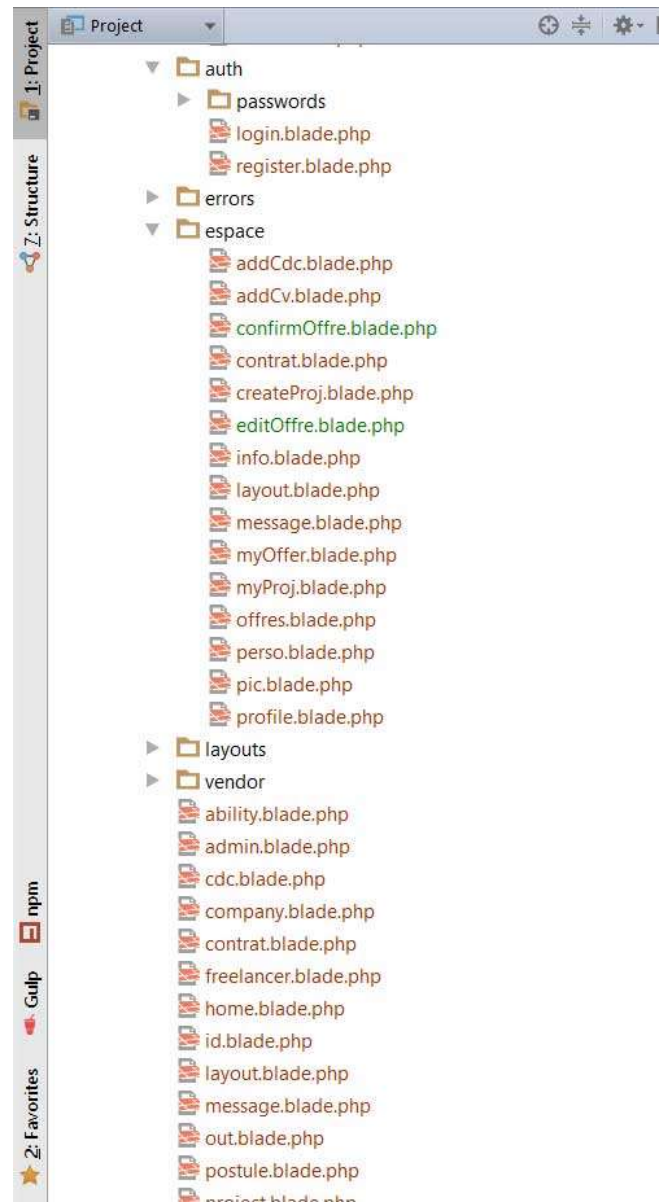 Project
auth
passwords
login.blade.php
register.blade.php
errors
espace
addCdc.blade.php
addCv.blade.php
confirmOffre.blade.php
contrat.blade.php
createProj.blade.php
editOffre.blade.php
info.blade.php
layout.blade.php
message.blade.php
myOffer.blade.php
myProj.blade.php
offres.blade.php
perso.blade.php
pic.blade.php
profile.blade.php
layouts
vendor
ability.blade.php
admin.blade.php
cdc.blade.php
company.blade.php
contrat.blade.php
freelancer.blade.php
home.blade.php
id.blade.php
layout.blade.php
message.blade.php
out.blade.php
postule.blade.php
project.blade.php
1: Project
7: Structure
npm
Gulp
2: Favorites